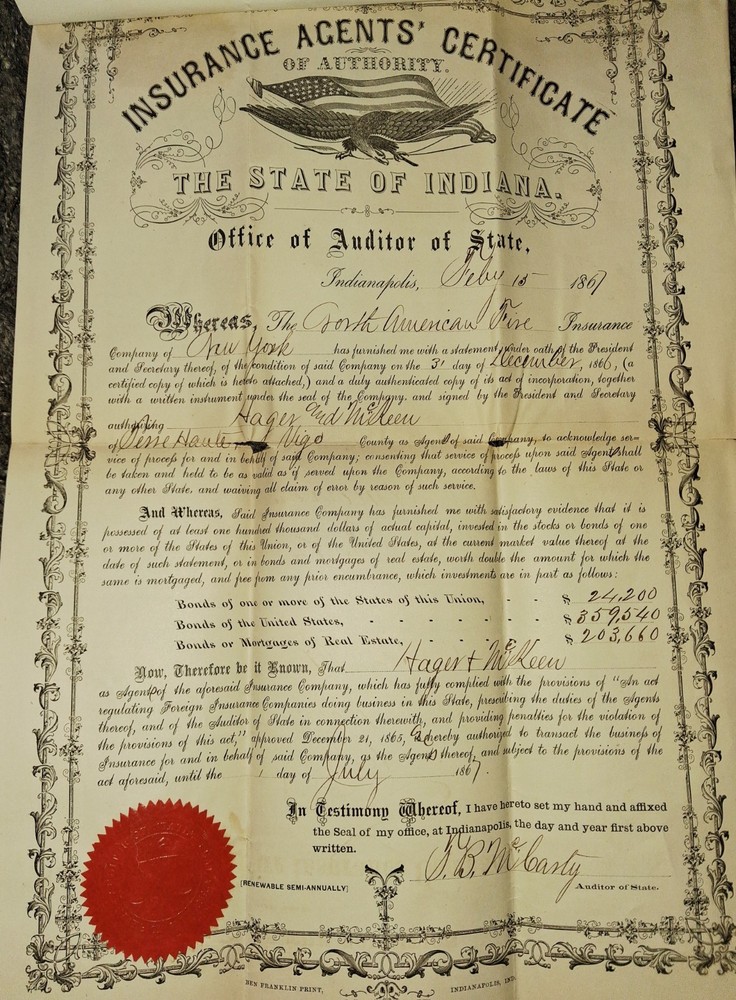 INSURANCE AGENTS' CERTIFICATE
OF AUTHORITY.
THE STATE OF INDIANA.
Office of Auditor of State,
Indianapolis, Feby 15 1867
Whereas, The North American Fire Insurance
Company of New York has furnished me with a statement under oath of the President
and Secretary thereof, of the condition of said Company on the 31 day of December, 1866, (a
certified copy of which is hereto attached,) and a duly authenticated copy of its act of incorporation, together
with a written instrument under the seal of the Company, and signed by the President and Secretary
authorizing Hager and McKeen
of Terre Haute Vigo County as Agents of said Company, to acknowledge ser-
vice of process for and in behalf of said Company; consenting that service of process upon said Agents shall
be taken and held to be as valid as if served upon the Company, according to the laws of this State or
any other State, and waiving all claim of error by reason of such service.
And Whereas, Said Insurance Company has furnished me with satisfactory evidence that it is
possessed of at least one hundred thousand dollars of actual capital, invested in the stocks or bonds of one
or more of the States of this Union, or of the United States, at the current market value thereof at the
date of such statement, or in bonds and mortgages of real estate, worth double the amount for which the
same is mortgaged, and free from any prior encumbrance, which investments are in part as follows:
Bonds of one or more of the States of this Union, - - $ 24,200
Bonds of the United States, - - - - - - $ 359,540
Bonds or Mortgages of Real Estate, - - - - $ 203,660
Now, Therefore be it Known, That Hager & McKeen
as Agents of the aforesaid Insurance Company, which has fully complied with the provisions of "An act
regulating Foreign Insurance Companies doing business in this State, prescribing the duties of the Agents
thereof, and of the Auditor of State in connection therewith, and providing penalties for the violation of
the provisions of this act," approved December 21, 1865, hereby authorized to transact the business of
Insurance for and in behalf of said Company, as the Agents thereof, and subject to the provisions of the
act aforesaid, until the 1 day of July 1867.
In Testimony Whereof, I have hereto set my hand and affixed
the Seal of my office, at Indianapolis, the day and year first above
written.
T. B. McCarty
[RENEWABLE SEMI-ANNUALLY]
Auditor of State.
BEN FRANKLIN PRINT, INDIANAPOLIS, IND.